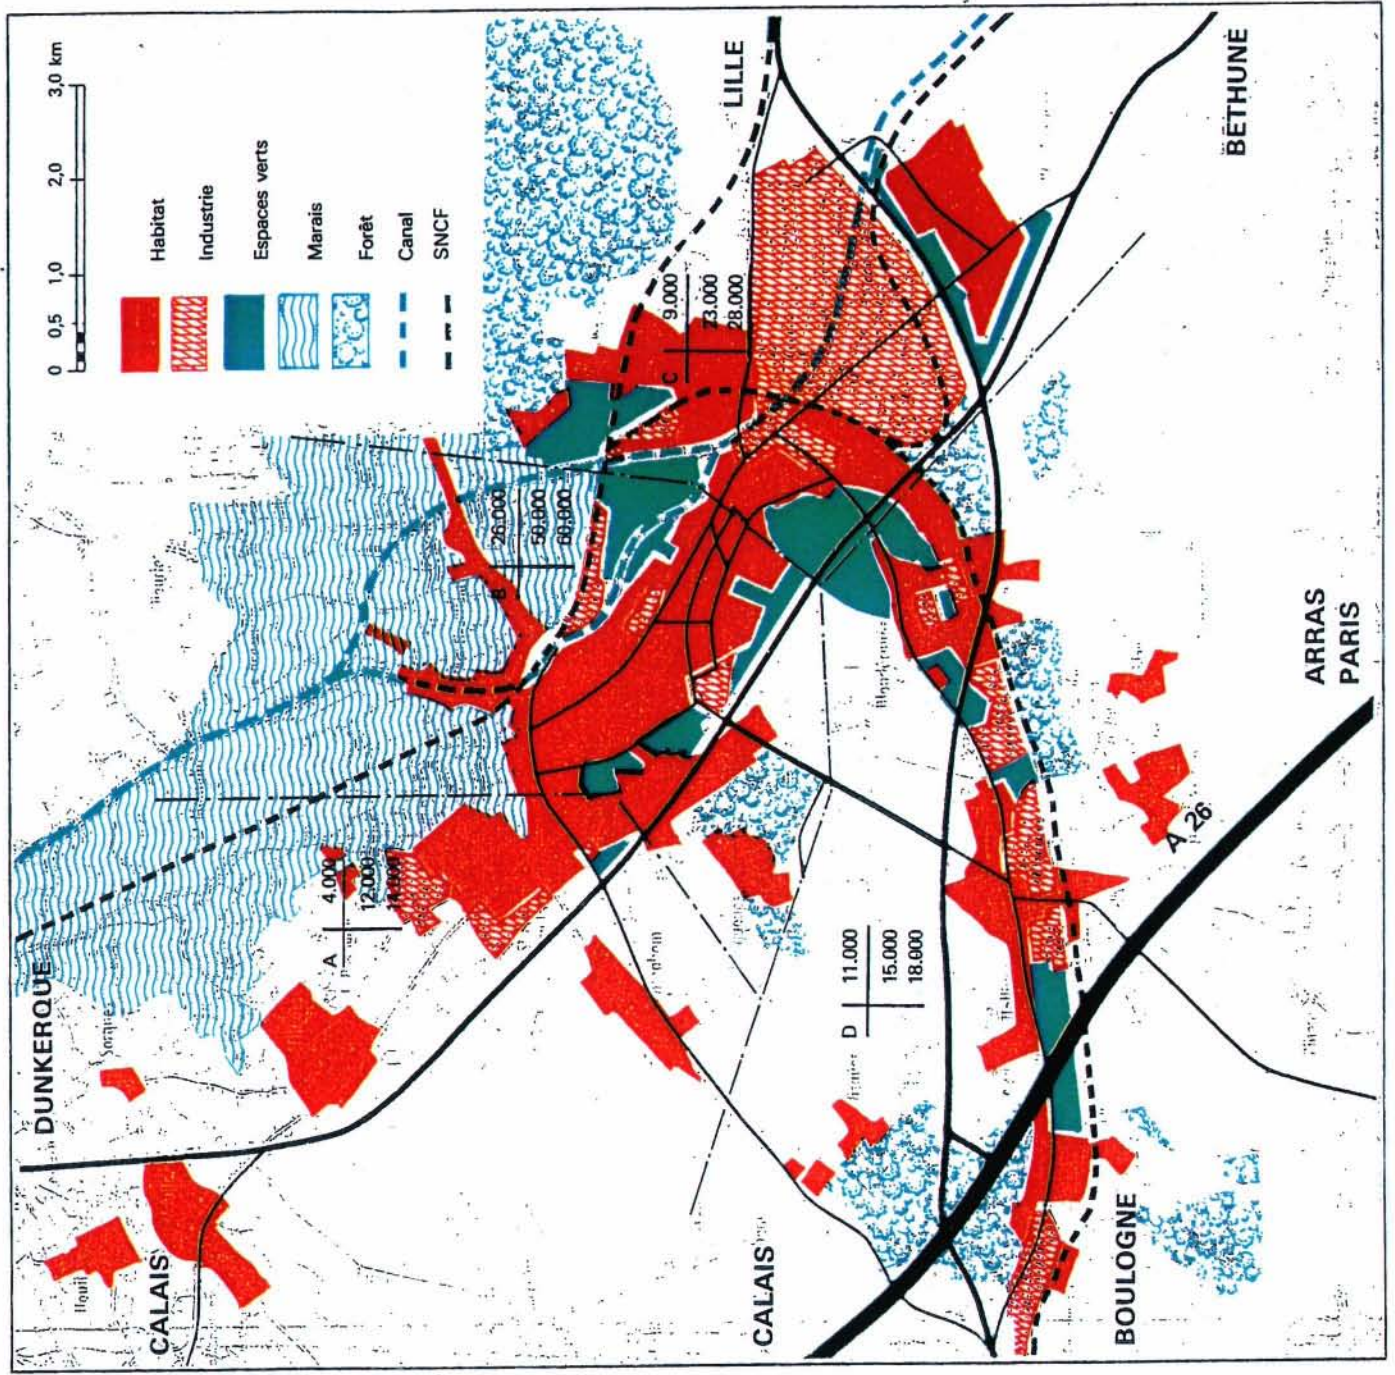 0 0.5 1,0 2,0 3,0 km
Habitat
Industrie
Espaces verts
Marais
Forêt
Canal
SNCF
DUNKERQUE
LILLE
BETHUNE
ARRAS
PARIS
A 26
BOULOGNE
CALAIS
CALAIS
A
4.000
12.000
14.000
B
26.000
50.000
60.000
C
9.000
23.000
28.000
D
11.000
15.000
18.000